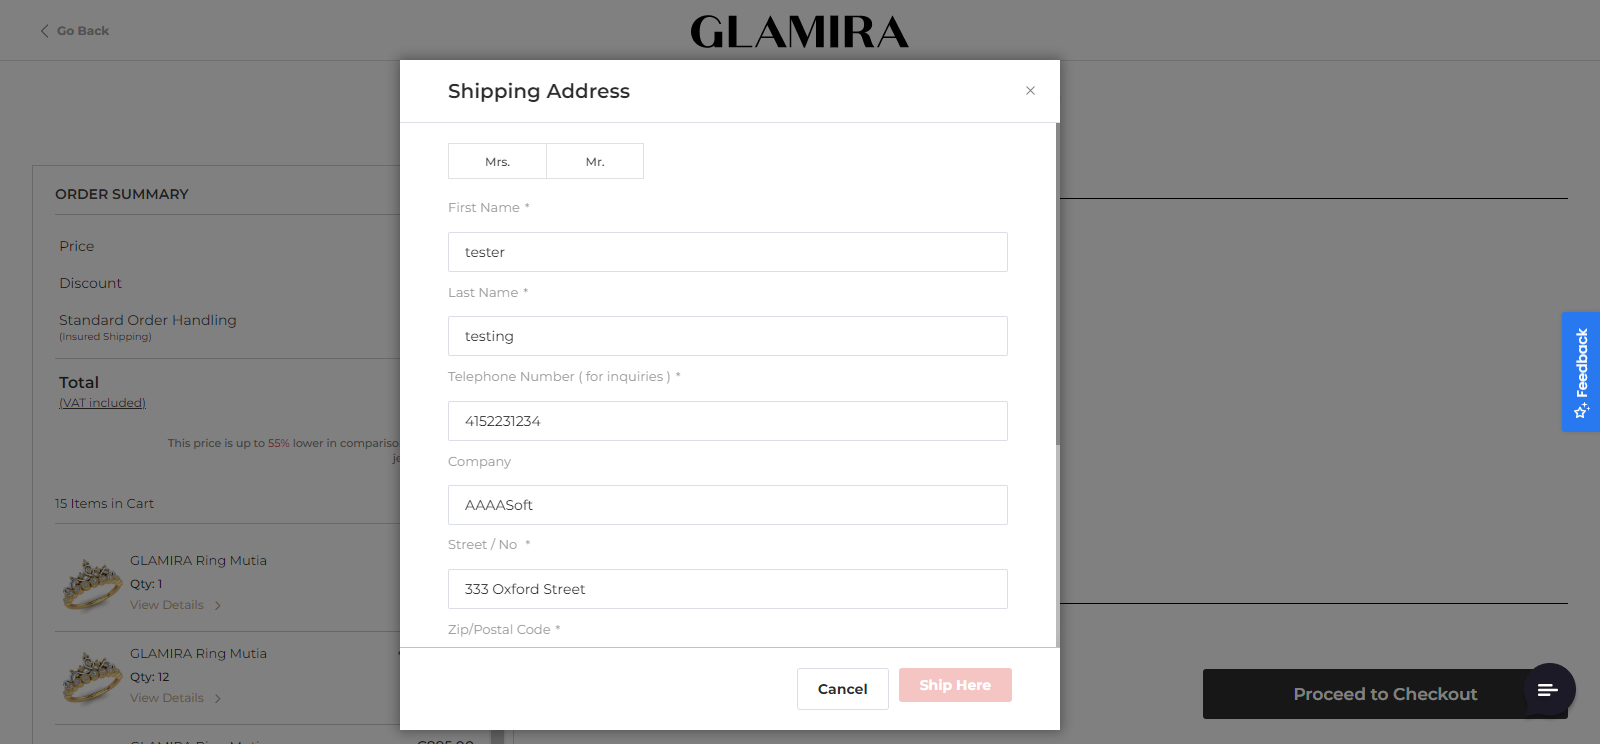 Go Back
GLAMIRA
Shipping Address
×
Mrs.
Mr.
First Name *
tester
Last Name *
testing
Telephone Number ( for inquiries ) *
4152231234
Company
AAAASoft
Street / No *
333 Oxford Street
Zip/Postal Code *
Cancel
Ship Here
ORDER SUMMARY
Price
Discount
Standard Order Handling
(Insured Shipping)
Total
(VAT included)
This price is up to 55% lower in
15 Items in Cart
GLAMIRA Ring Mutia
Qty: 1
View Details
GLAMIRA Ring Mutia
Qty: 12
View Details
GLAMIRA Ring Mutia
Feedback
Proceed to Checkout